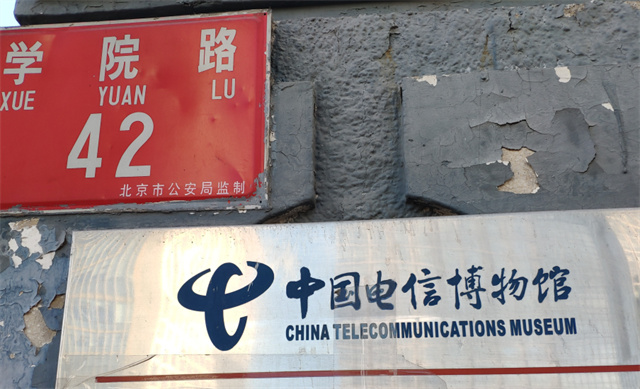 学院路
XUE YUAN LU
42
北京市公安局监制
中国电信博物馆
CHINA TELECOMMUNICATIONS MUSEUM